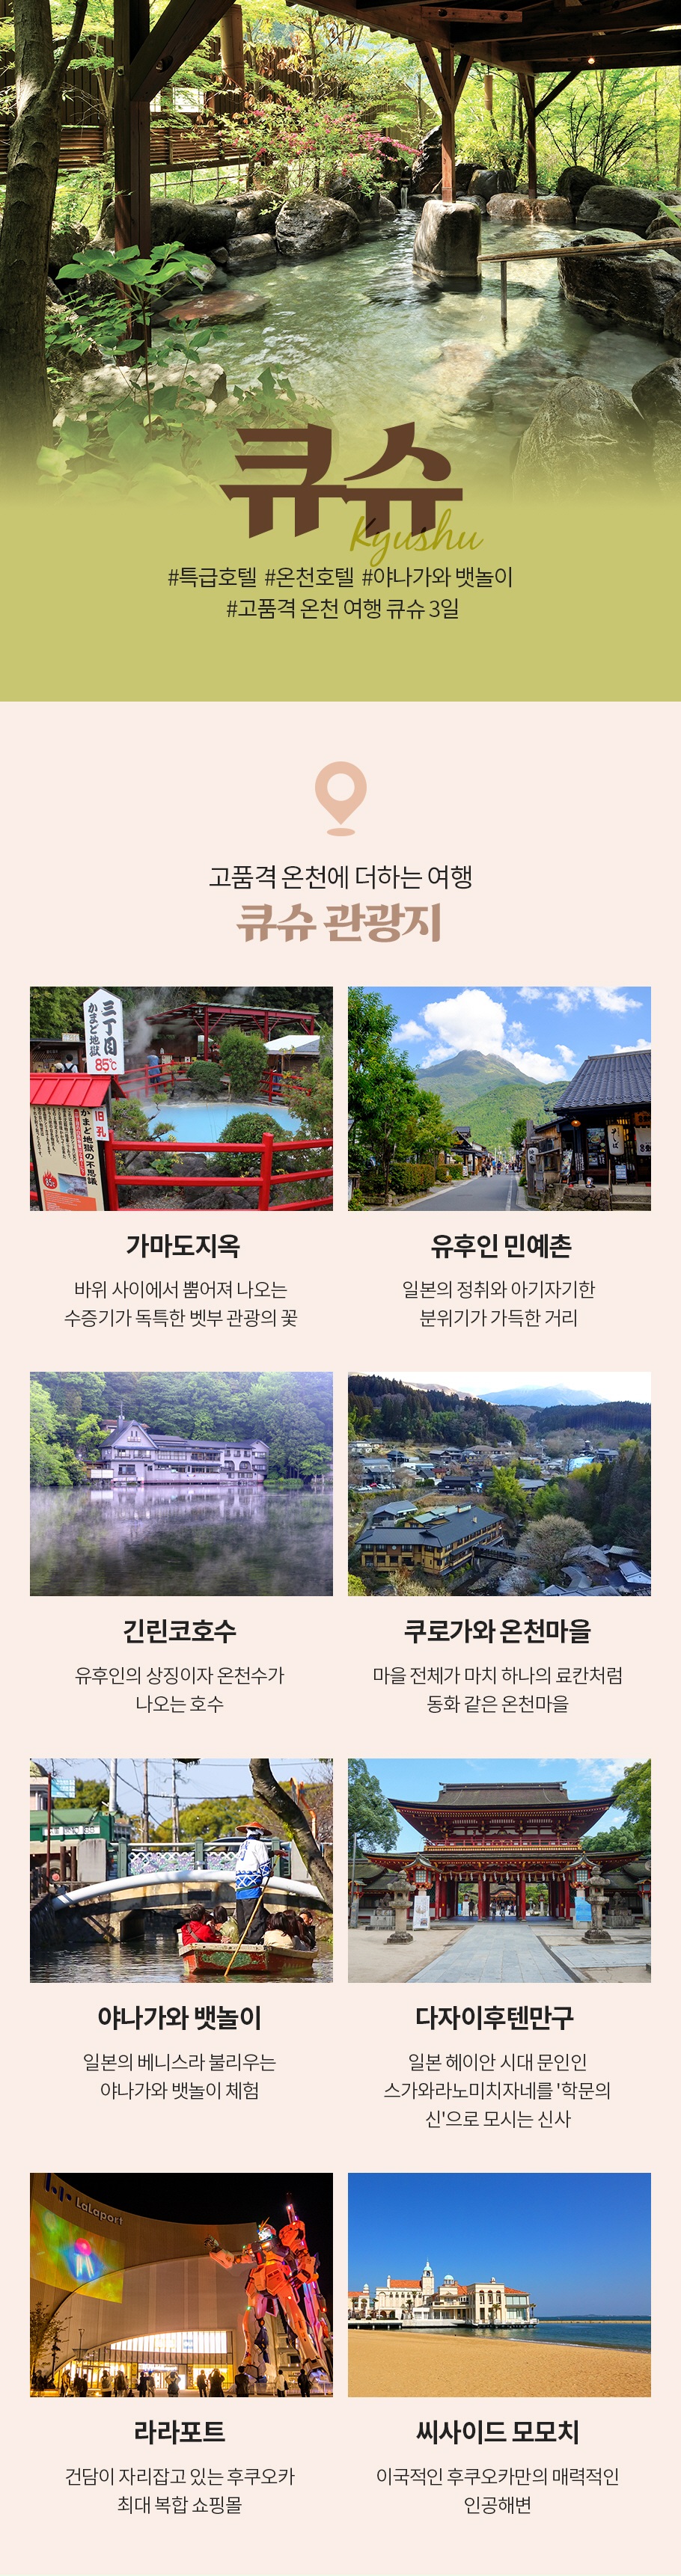 큐슈
Kyushu
#특급호텔 #온천호텔 #야나가와 뱃놀이
#고품격 온천 여행 큐슈 3일
고품격 온천에 더하는 여행
큐슈 관광지
三丁目
かまど地獄
85℃
旧孔
かまど地獄の不思議
가마도지옥
바위 사이에서 뿜어져 나오는
수증기가 독특한 벳부 관광의 꽃
유후인 민예촌
일본의 정취와 아기자기한
분위기가 가득한 거리
긴린코호수
유후인의 상징이자 온천수가
나오는 호수
쿠로가와 온천마을
마을 전체가 마치 하나의 료칸처럼
동화 같은 온천마을
야나가와 뱃놀이
일본의 베니스라 불리우는
야나가와 뱃놀이 체험
다자이후텐만구
일본 헤이안 시대 문인인
스가와라노미치자네를 '학문의
신'으로 모시는 신사
LaLaport
라라포트
건담이 자리잡고 있는 후쿠오카
최대 복합 쇼핑몰
씨사이드 모모치
이국적인 후쿠오카만의 매력적인
인공해변